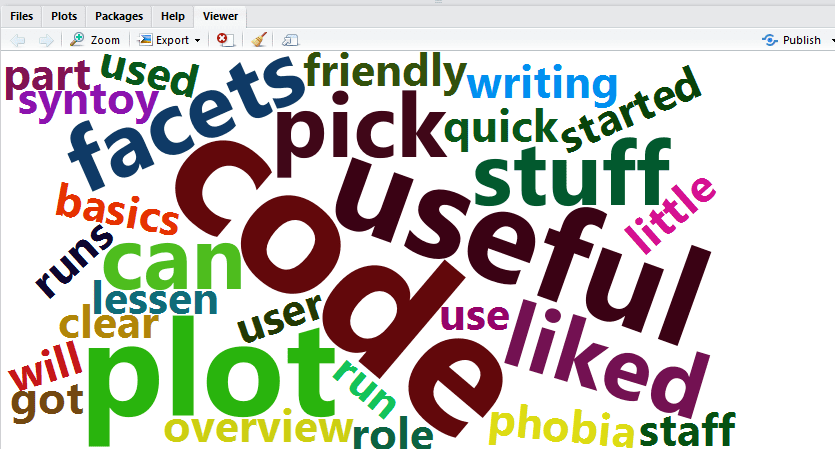 Files Plots Packages Help Viewer
Zoom Export Publish
part used friendly writing
syntoy facets pick quick started
code useful stuff
basics little
runs can
lessen user use liked
clear
will plot run
got overview role phobia staff